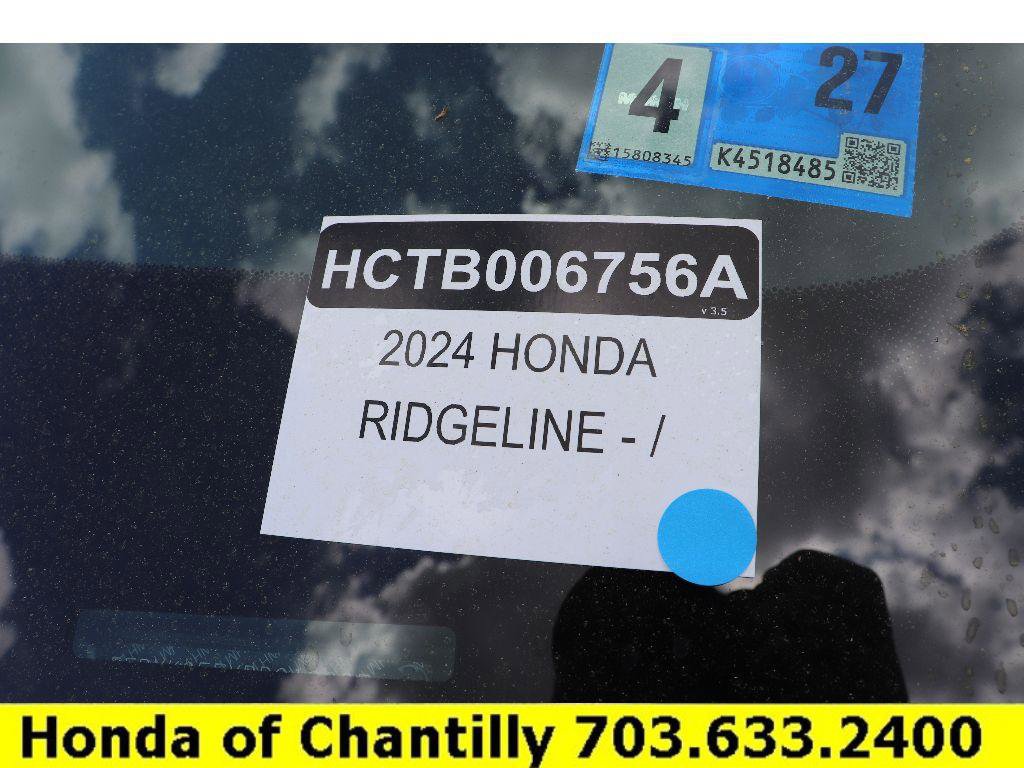 4 27
15808345 K4518485
HCTB006756A
v 3.5
2024 HONDA
RIDGELINE - /
Honda of Chantilly 703.633.2400